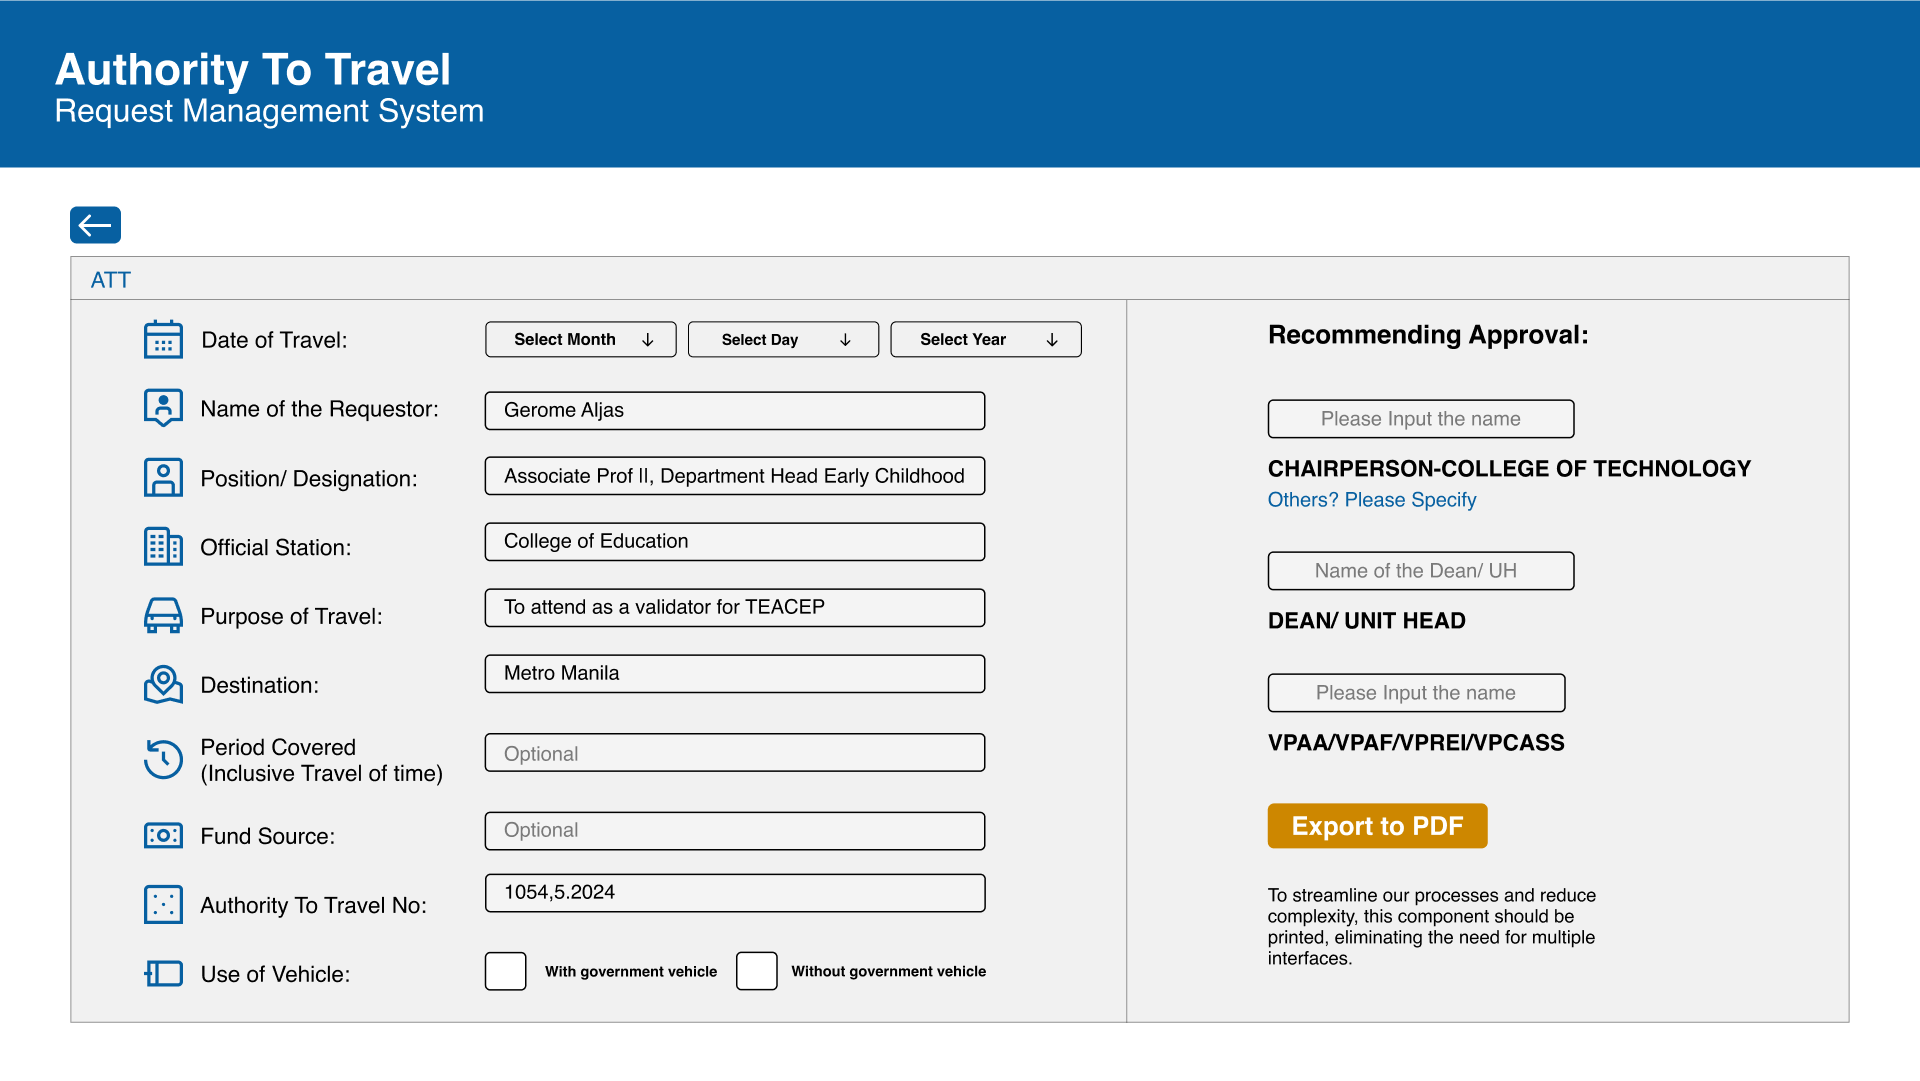 Authority To Travel
Request Management System
ATT
Date of Travel:
Select Month ↓
Select Day ↓
Select Year ↓
Name of the Requestor:
Gerome Aljas
Position/ Designation:
Associate Prof II, Department Head Early Childhood
Official Station:
College of Education
Purpose of Travel:
To attend as a validator for TEACEP
Destination:
Metro Manila
Period Covered
(Inclusive Travel of time)
Optional
Fund Source:
Optional
Authority To Travel No:
1054,5.2024
Use of Vehicle:
With government vehicle
Without government vehicle
Recommending Approval:
Please Input the name
CHAIRPERSON-COLLEGE OF TECHNOLOGY
Others? Please Specify
Name of the Dean/ UH
DEAN/ UNIT HEAD
Please Input the name
VPAA/VPAF/VPREI/VPCASS
Export to PDF
To streamline our processes and reduce
complexity, this component should be
printed, eliminating the need for multiple
interfaces.